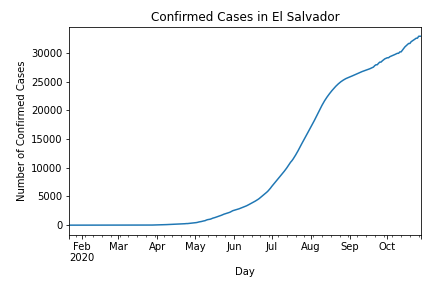 Confirmed Cases in El Salvador
Number of Confirmed Cases
30000
25000
20000
15000
10000
5000
0
Feb Mar Apr May Jun Jul Aug Sep Oct
2020
Day